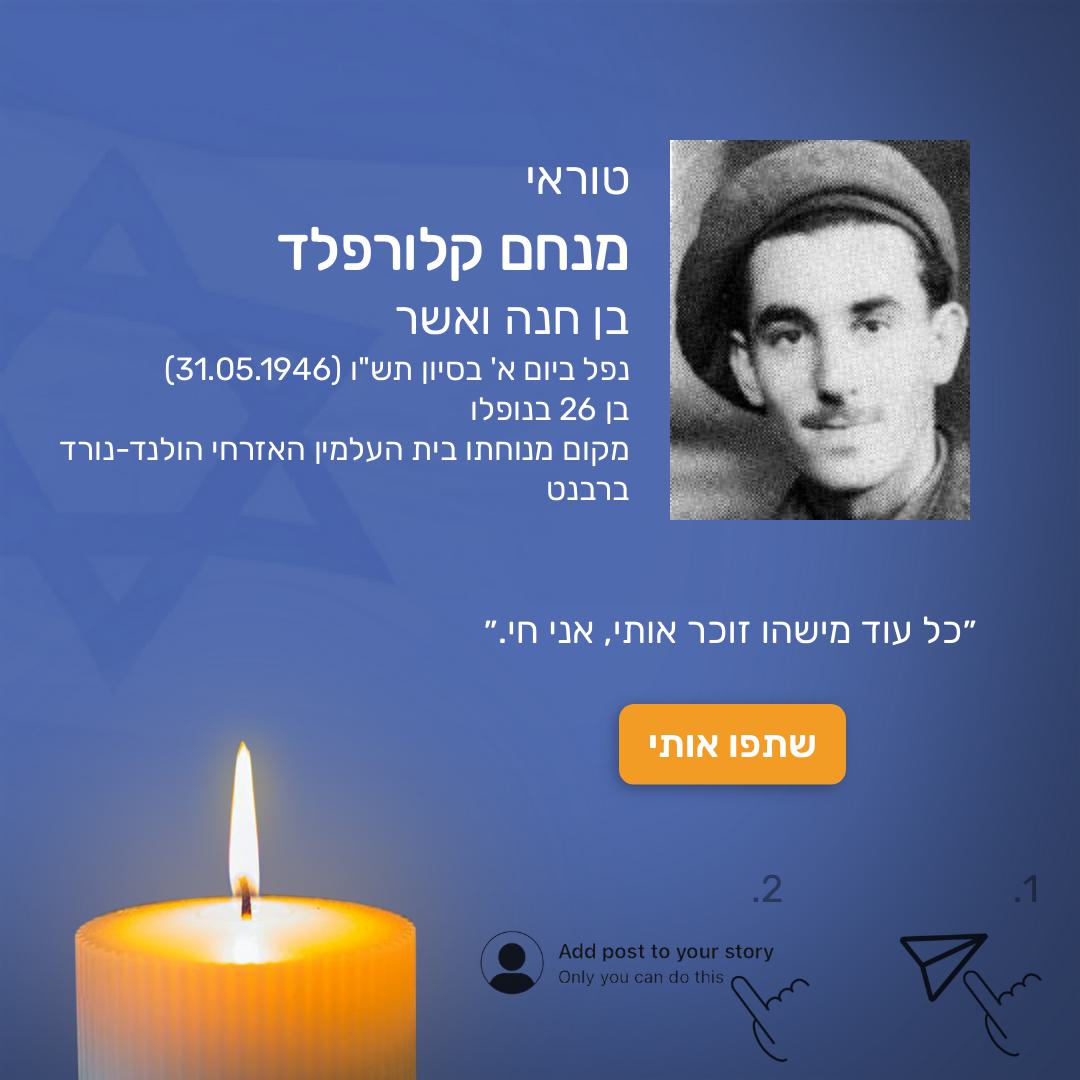 טוראי
מנחם קלורפלד
בן חנה ואשר
נפל ביום א' בסיון תש"ו (31.05.1946)
בן 26 בנופלו
מקום מנוחתו בית העלמין האזרחי הולנד-נורד
ברבנט
״כל עוד מישהו זוכר אותי, אני חי.״
שתפו אותי
.1
.2
Add post to your story
Only you can do this